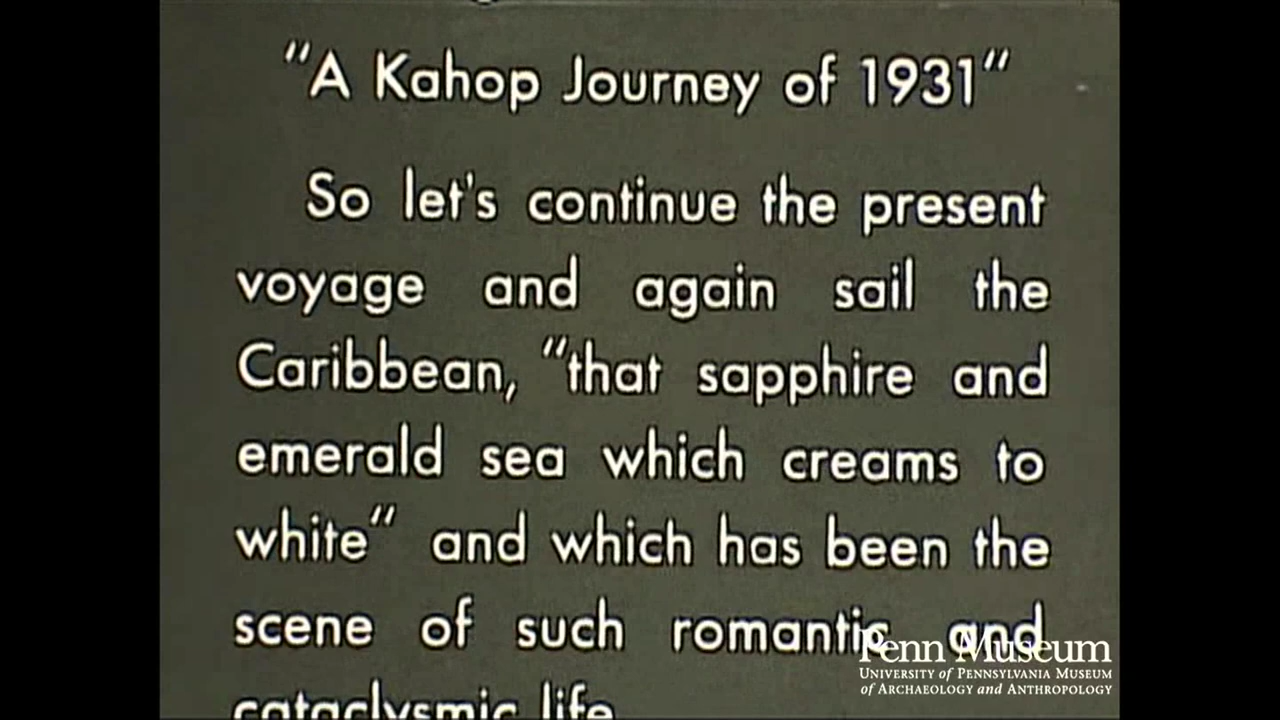 "A Kahop Journey of 1931"
So let's continue the present
voyage and again sail the
Caribbean, "that sapphire and
emerald sea which creams to
white" and which has been the
scene of such romantic and
cataclysmic life
Penn Museum
University of Pennsylvania Museum
of Archaeology and Anthropology